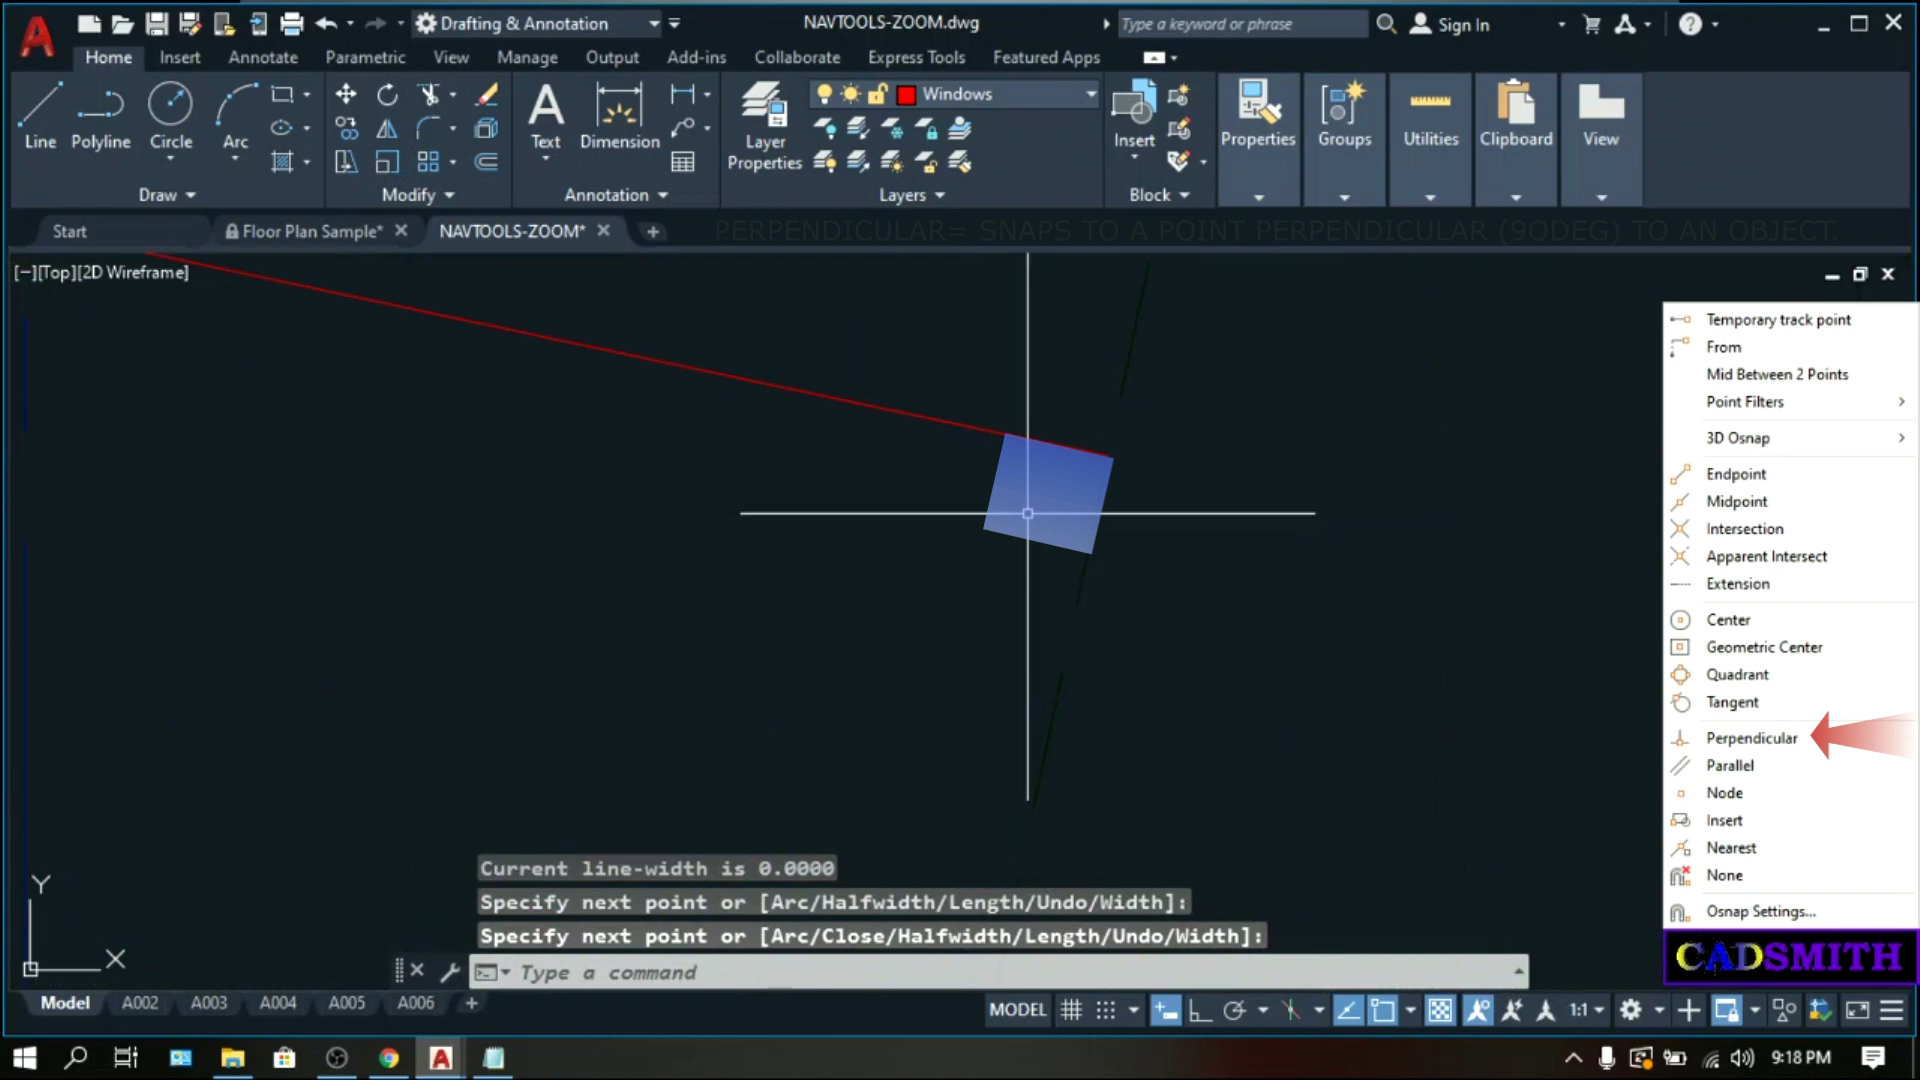 Drafting & Annotation
NAVTOOLS-ZOOM.dwg
Type a keyword or phrase
Sign In
Home
Insert
Annotate
Parametric
View
Manage
Output
Add-ins
Collaborate
Express Tools
Featured Apps
Line
Polyline
Circle
Arc
Text
Dimension
Layer
Properties
Windows
Insert
Properties
Groups
Utilities
Clipboard
View
Draw
Modify
Annotation
Layers
Block
Start
Floor Plan Sample*
NAVTOOLS-ZOOM*
PERPENDICULAR= SNAPS TO A POINT PERPENDICULAR (90DEG) TO AN OBJECT.
[−][Top][2D Wireframe]
Temporary track point
From
Mid Between 2 Points
Point Filters
3D Osnap
Endpoint
Midpoint
Intersection
Apparent Intersect
Extension
Center
Geometric Center
Quadrant
Tangent
Perpendicular
Parallel
Node
Insert
Nearest
None
Osnap Settings...
CADSMITH
Y
X
Current line-width is 0.0000
Specify next point or [Arc/Halfwidth/Length/Undo/Width]:
Specify next point or [Arc/Close/Halfwidth/Length/Undo/Width]:
Type a command
Model
A002
A003
A004
A005
A006
MODEL
1:1
9:18 PM